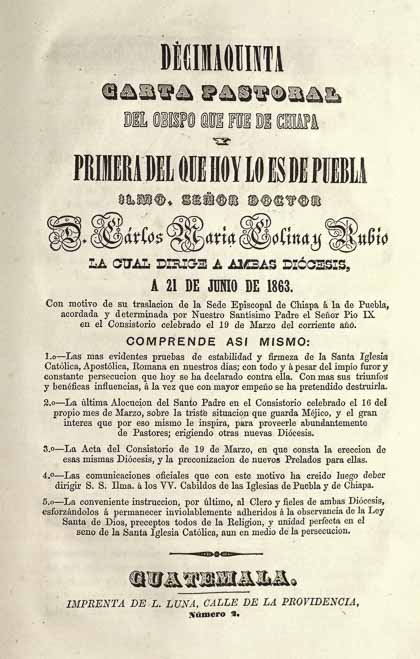 DÉCIMAQUINTA
CARTA PASTORAL
DEL OBISPO QUE FUE DE CHIAPA
Y
PRIMERA DEL QUE HOY LO ES DE PUEBLA
ILMO. SEÑOR DOCTOR
D. Cárlos Maria Colina y Rubio
LA CUAL DIRIGE A AMBAS DIÓCESIS,
A 21 DE JUNIO DE 1863.
Con motivo de su traslacion de la Sede Episcopal de Chiapa á la de Puebla,
acordada y determinada por Nuestro Santisimo Padre el Señor Pio IX
en el Consistorio celebrado el 19 de Marzo del corriente añó.
COMPRENDE ASI MISMO:
1.º—Las mas evidentes pruebas de estabilidad y firmeza de la Santa Iglesia
Católica, Apostólica, Romana en nuestros dias; con todo y á pesar del impio furor y
constante persecucion que hoy se ha declarado contra ella. Con mas sus triunfos
y benéficas influencias, á la vez que con mayor empeño se ha pretendido destruirla.
2.º—La última Alocucion del Santo Padre en el Consistorio celebrado el 16 del
propio mes de Marzo, sobre la triste situacion que guarda Méjico, y el gran
interes que por eso mismo le inspira, para proveerle abundantemente
de Pastores; erigiendo otras nuevas Diócesis.
3.º—La Acta del Consistorio de 19 de Marzo, en que consta la ereccion de
esas mismas Diócesis, y la preconizacion de nuevos Prelados para ellas.
4.º—Las comunicaciones oficiales que con este motivo ha creido luego deber
dirigir S. S. Ilma. á los VV. Cabildos de las Iglesias de Puebla y de Chiapa.
5.º—La conveniente instruccion, por último, al Clero y fieles de ambas Diócesis,
esforzándolos á permanecer inviolablemente adheridos á la observancia de la Ley
Santa de Dios, preceptos todos de la Religion, y unidad perfecta en el
seno de la Santa Iglesia Católica, aun en medio de la persecucion.
GUATEMALA.
IMPRENTA DE L. LUNA, CALLE DE LA PROVIDENCIA,
Número 2.